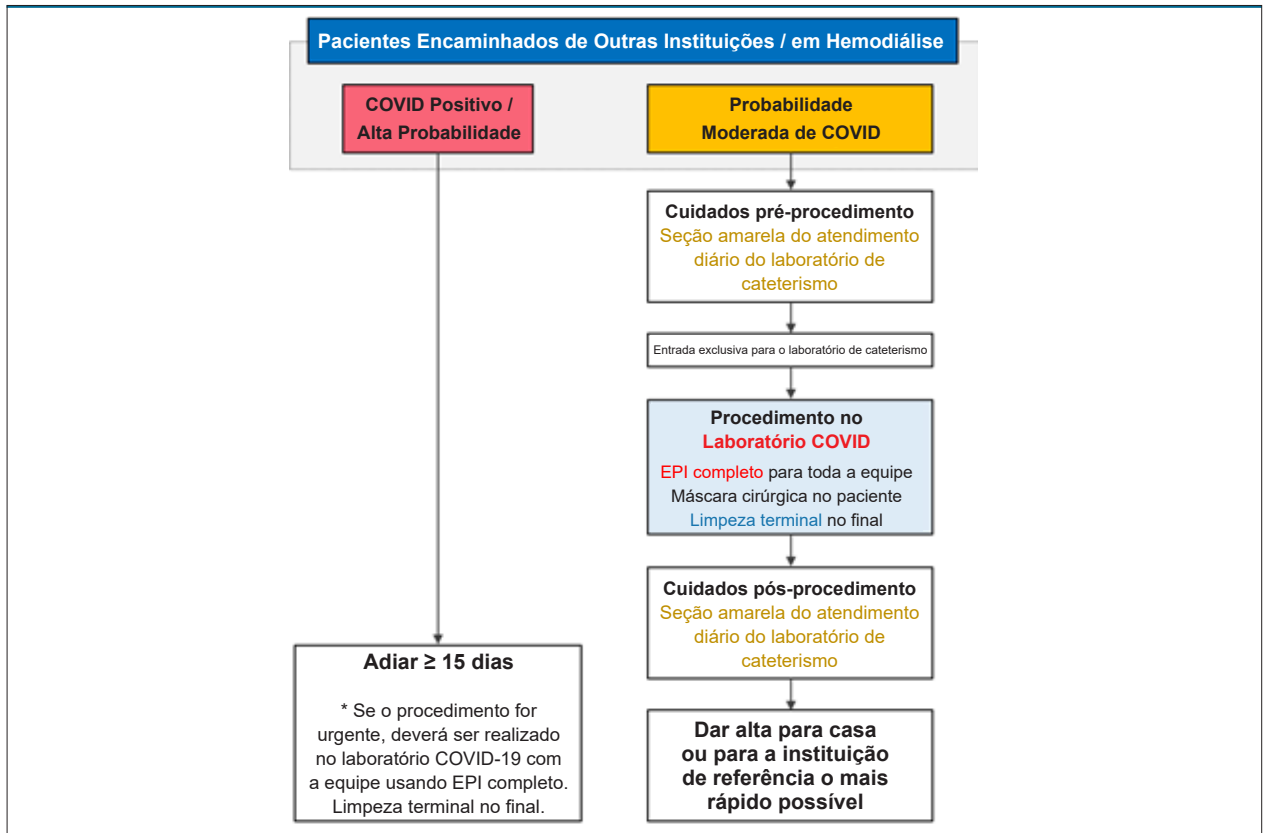 Pacientes Encaminhados de Outras Instituições / em Hemodiálise
COVID Positivo /
Alta Probabilidade
Probabilidade
Moderada de COVID
Cuidados pré-procedimento
Seção amarela do atendimento
diário do laboratório de
cateterismo
Entrada exclusiva para o laboratório de cateterismo
Procedimento no
Laboratório COVID
EPI completo para toda a equipe
Máscara cirúrgica no paciente
Limpeza terminal no final
Cuidados pós-procedimento
Seção amarela do atendimento
diário do laboratório de
cateterismo
Adiar ≥ 15 dias
* Se o procedimento for
urgente, deverá ser realizado
no laboratório COVID-19 com
a equipe usando EPI completo.
Limpeza terminal no final.
Dar alta para casa
ou para a instituição
de referência o mais
rápido possível